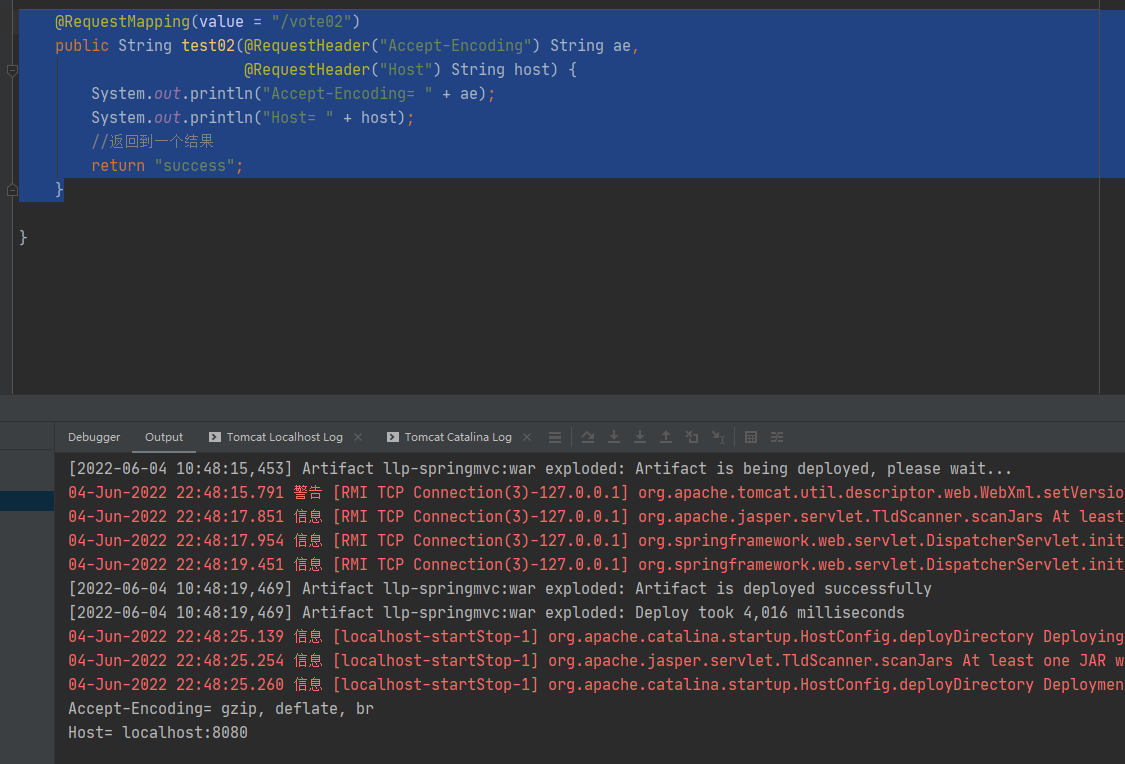 @RequestMapping(value = "/vote02")
public String test02(@RequestHeader("Accept-Encoding") String ae,
@RequestHeader("Host") String host) {
System.out.println("Accept-Encoding= " + ae);
System.out.println("Host= " + host);
//返回到一个结果
return "success";
}
}
Debugger Output Tomcat Localhost Log Tomcat Catalina Log
[2022-06-04 10:48:15,453] Artifact llp-springmvc:war exploded: Artifact is being deployed, please wait...
04-Jun-2022 22:48:15.791 警告 [RMI TCP Connection(3)-127.0.0.1] org.apache.tomcat.util.descriptor.web.WebXml.setVersio
04-Jun-2022 22:48:17.851 信息 [RMI TCP Connection(3)-127.0.0.1] org.apache.jasper.servlet.TldScanner.scanJars At least
04-Jun-2022 22:48:17.954 信息 [RMI TCP Connection(3)-127.0.0.1] org.springframework.web.servlet.DispatcherServlet.init
04-Jun-2022 22:48:19.451 信息 [RMI TCP Connection(3)-127.0.0.1] org.springframework.web.servlet.DispatcherServlet.init
[2022-06-04 10:48:19,469] Artifact llp-springmvc:war exploded: Artifact is deployed successfully
[2022-06-04 10:48:19,469] Artifact llp-springmvc:war exploded: Deploy took 4,016 milliseconds
04-Jun-2022 22:48:25.139 信息 [localhost-startStop-1] org.apache.catalina.startup.HostConfig.deployDirectory Deploying
04-Jun-2022 22:48:25.254 信息 [localhost-startStop-1] org.apache.jasper.servlet.TldScanner.scanJars At least one JAR w
04-Jun-2022 22:48:25.260 信息 [localhost-startStop-1] org.apache.catalina.startup.HostConfig.deployDirectory Deploymen
Accept-Encoding= gzip, deflate, br
Host= localhost:8080